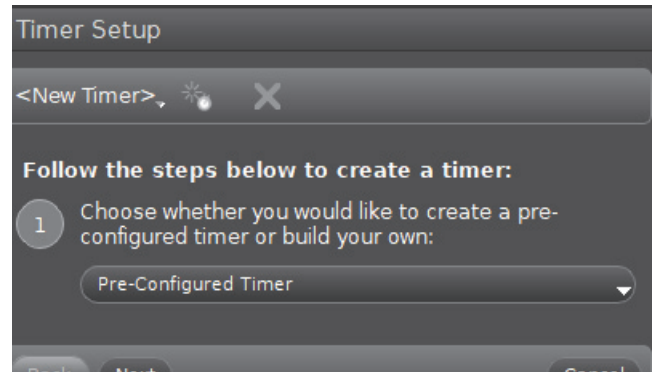 Timer Setup
<New Timer>
Follow the steps below to create a timer:
1
Choose whether you would like to create a pre-
configured timer or build your own:
Pre-Configured Timer
Back Next Cancel